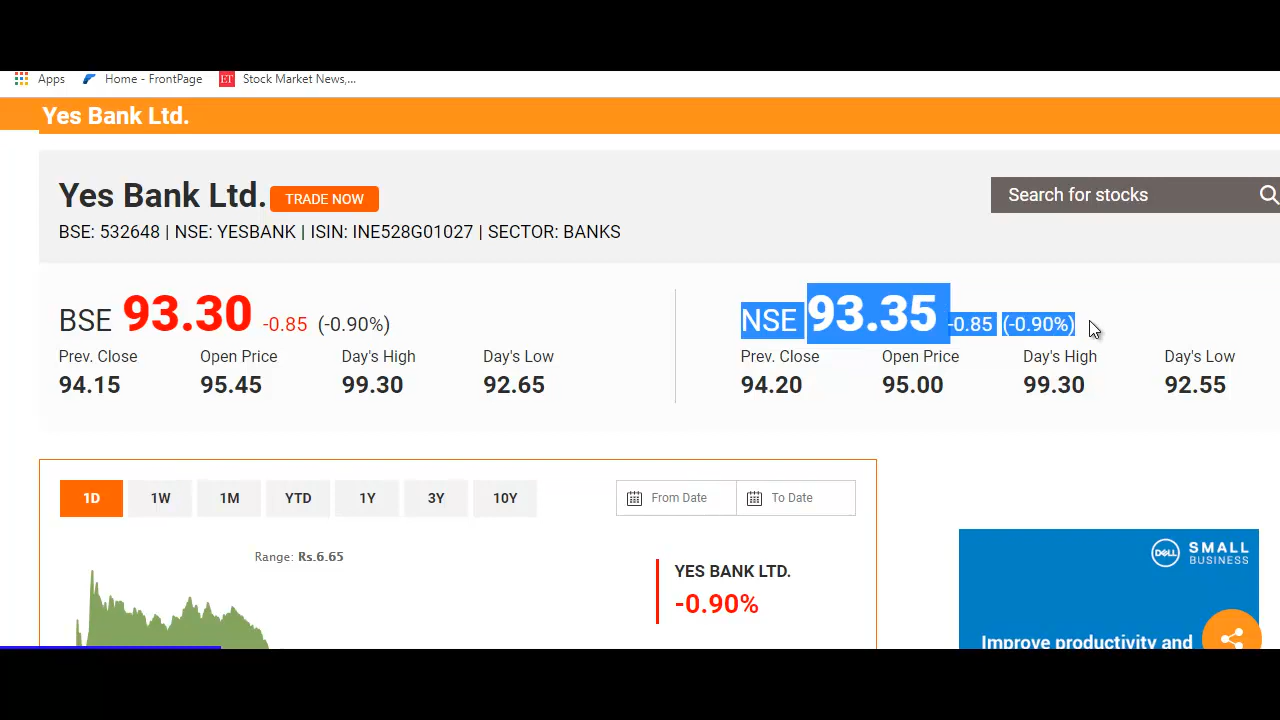 Apps Home - FrontPage ET Stock Market News,...
Yes Bank Ltd.
Yes Bank Ltd. TRADE NOW
Search for stocks
BSE: 532648 | NSE: YESBANK | ISIN: INE528G01027 | SECTOR: BANKS
BSE 93.30 -0.85 (-0.90%)
Prev. Close Open Price Day's High Day's Low
94.15 95.45 99.30 92.65
NSE 93.35 -0.85 (-0.90%)
Prev. Close Open Price Day's High Day's Low
94.20 95.00 99.30 92.55
1D 1W 1M YTD 1Y 3Y 10Y From Date To Date
Range: Rs.6.65
YES BANK LTD.
-0.90%
DELL SMALL BUSINESS
Improve productivity and